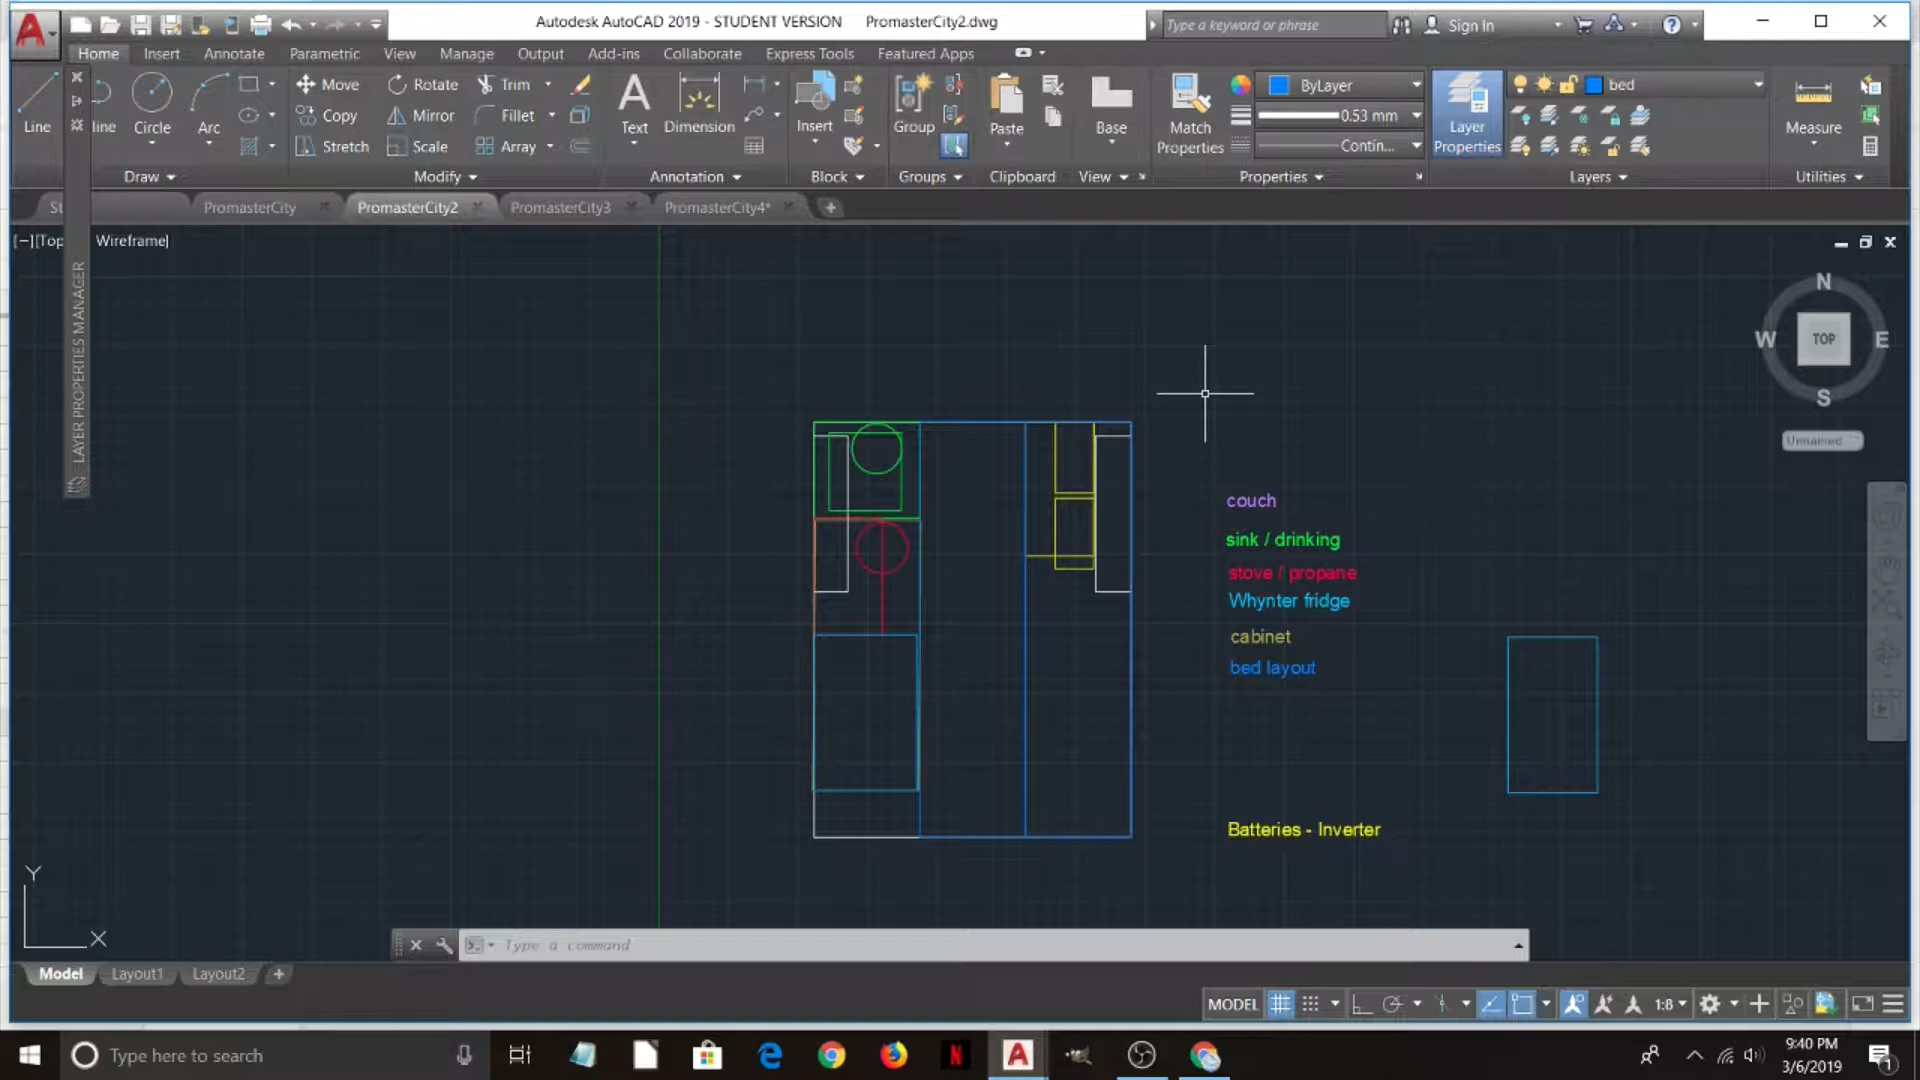 Autodesk AutoCAD 2019 - STUDENT VERSION PromasterCity2.dwg
Type a keyword or phrase
Sign In
Home Insert Annotate Parametric View Manage Output Add-ins Collaborate Express Tools Featured Apps
Move Rotate Trim
ByLayer
bed
Copy Mirror Fillet
0.53 mm
Line line Circle Arc
Text Dimension Insert Group Paste Base Match Properties Layer Properties Measure
Stretch Scale Array
Contin...
Draw Modify Annotation Block Groups Clipboard View Properties Layers Utilities
St PromasterCity PromasterCity2 PromasterCity3 PromasterCity4*
[−][Top Wireframe]
LAYER PROPERTIES MANAGER
N
W TOP E
S
Unnamed
couch
sink / drinking
stove / propane
Whynter fridge
cabinet
bed layout
Batteries - Inverter
Y
X
Type a command
Model Layout1 Layout2 +
MODEL
1:8
Type here to search
9:40 PM
3/6/2019
1